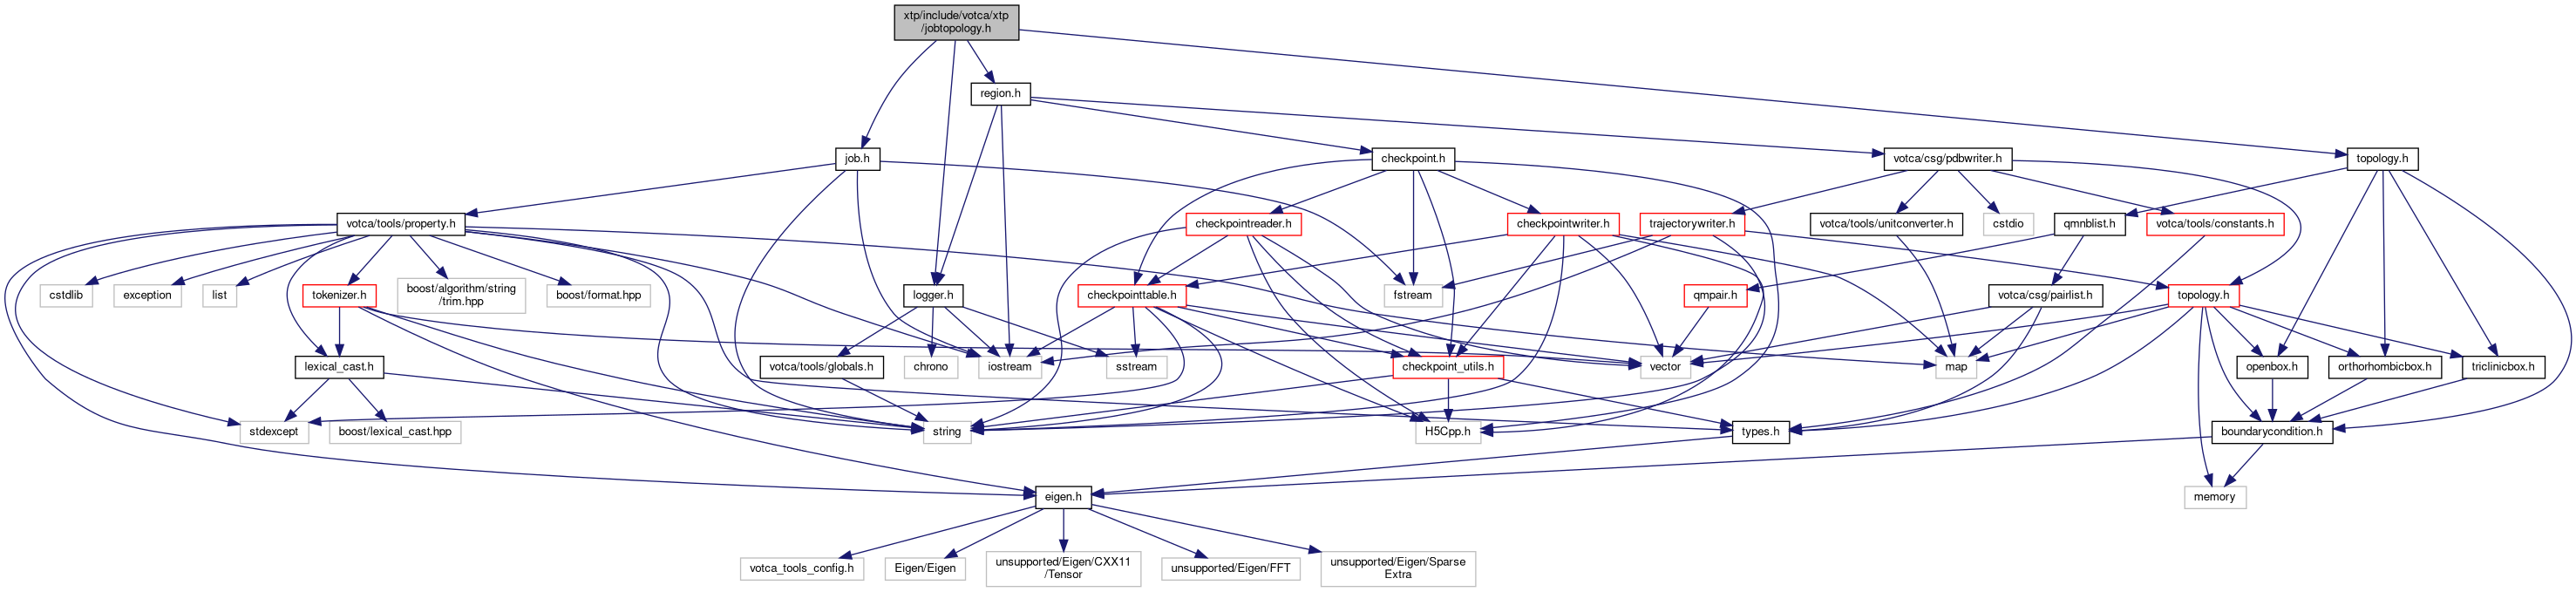 xtp/include/votca/xtp
/jobtopology.h
region.h
job.h
checkpoint.h
votca/csg/pdbwriter.h
topology.h
votca/tools/property.h
checkpointreader.h
checkpointwriter.h
trajectorywriter.h
votca/tools/unitconverter.h
cstdio
qmnblist.h
votca/tools/constants.h
cstdlib
exception
list
tokenizer.h
boost/algorithm/string
/trim.hpp
boost/format.hpp
logger.h
checkpointtable.h
fstream
qmpair.h
votca/csg/pairlist.h
topology.h
lexical_cast.h
votca/tools/globals.h
chrono
iostream
sstream
checkpoint_utils.h
vector
map
openbox.h
orthorhombicbox.h
triclinicbox.h
stdexcept
boost/lexical_cast.hpp
string
H5Cpp.h
types.h
boundarycondition.h
eigen.h
memory
votca_tools_config.h
Eigen/Eigen
unsupported/Eigen/CXX11
/Tensor
unsupported/Eigen/FFT
unsupported/Eigen/Sparse
Extra